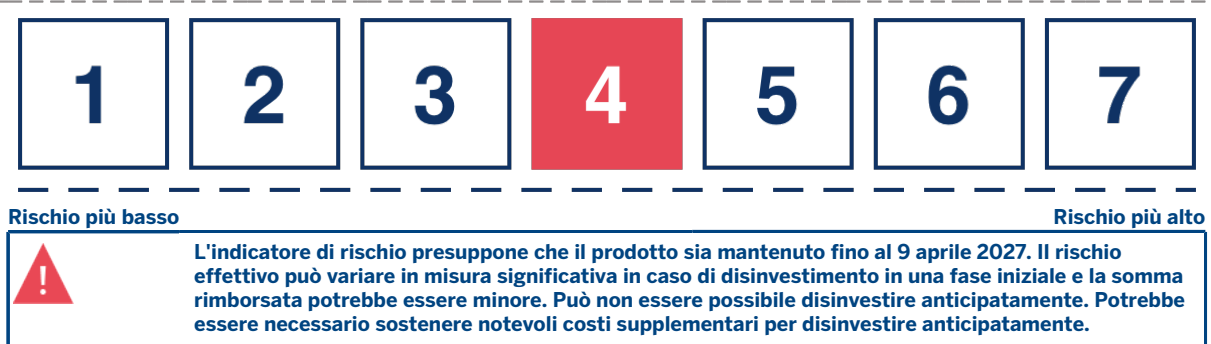 1 2 3 4 5 6 7
Rischio più basso Rischio più alto
!
L'indicatore di rischio presuppone che il prodotto sia mantenuto fino al 9 aprile 2027. Il rischio
effettivo può variare in misura significativa in caso di disinvestimento in una fase iniziale e la somma
rimborsata potrebbe essere minore. Può non essere possibile disinvestire anticipatamente. Potrebbe
essere necessario sostenere notevoli costi supplementari per disinvestire anticipatamente.